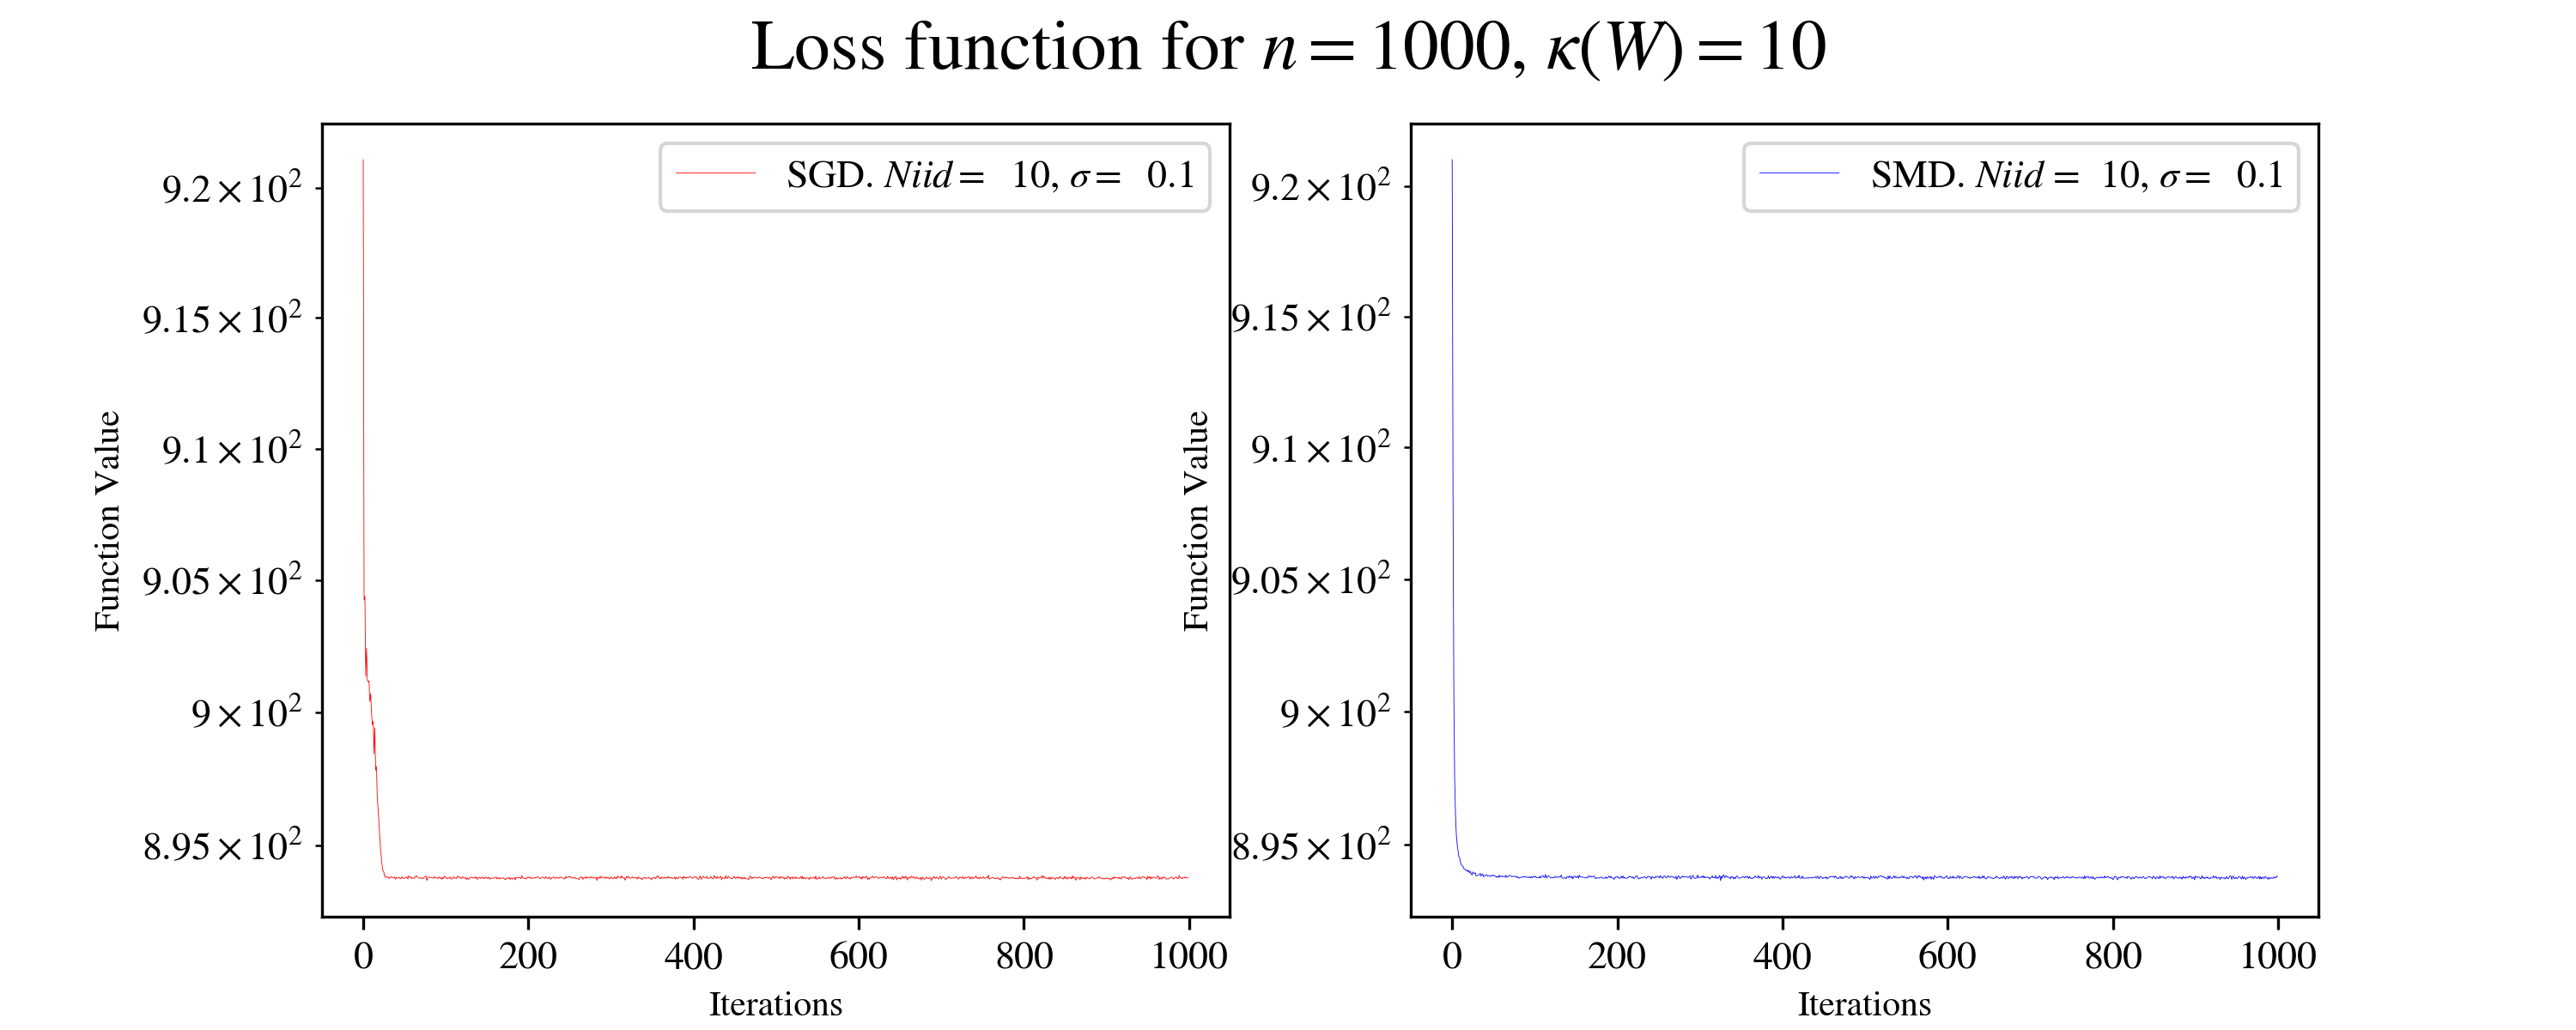 Loss function for n = 1000, κ(W) = 10
SGD. Niid = 10, σ = 0.1
9.2 × 10²
9.15 × 10²
9.1 × 10²
9.05 × 10²
9 × 10²
8.95 × 10²
Function Value
0 200 400 600 800 1000
Iterations
SMD. Niid = 10, σ = 0.1
9.2 × 10²
9.15 × 10²
9.1 × 10²
9.05 × 10²
9 × 10²
8.95 × 10²
Function Value
0 200 400 600 800 1000
Iterations